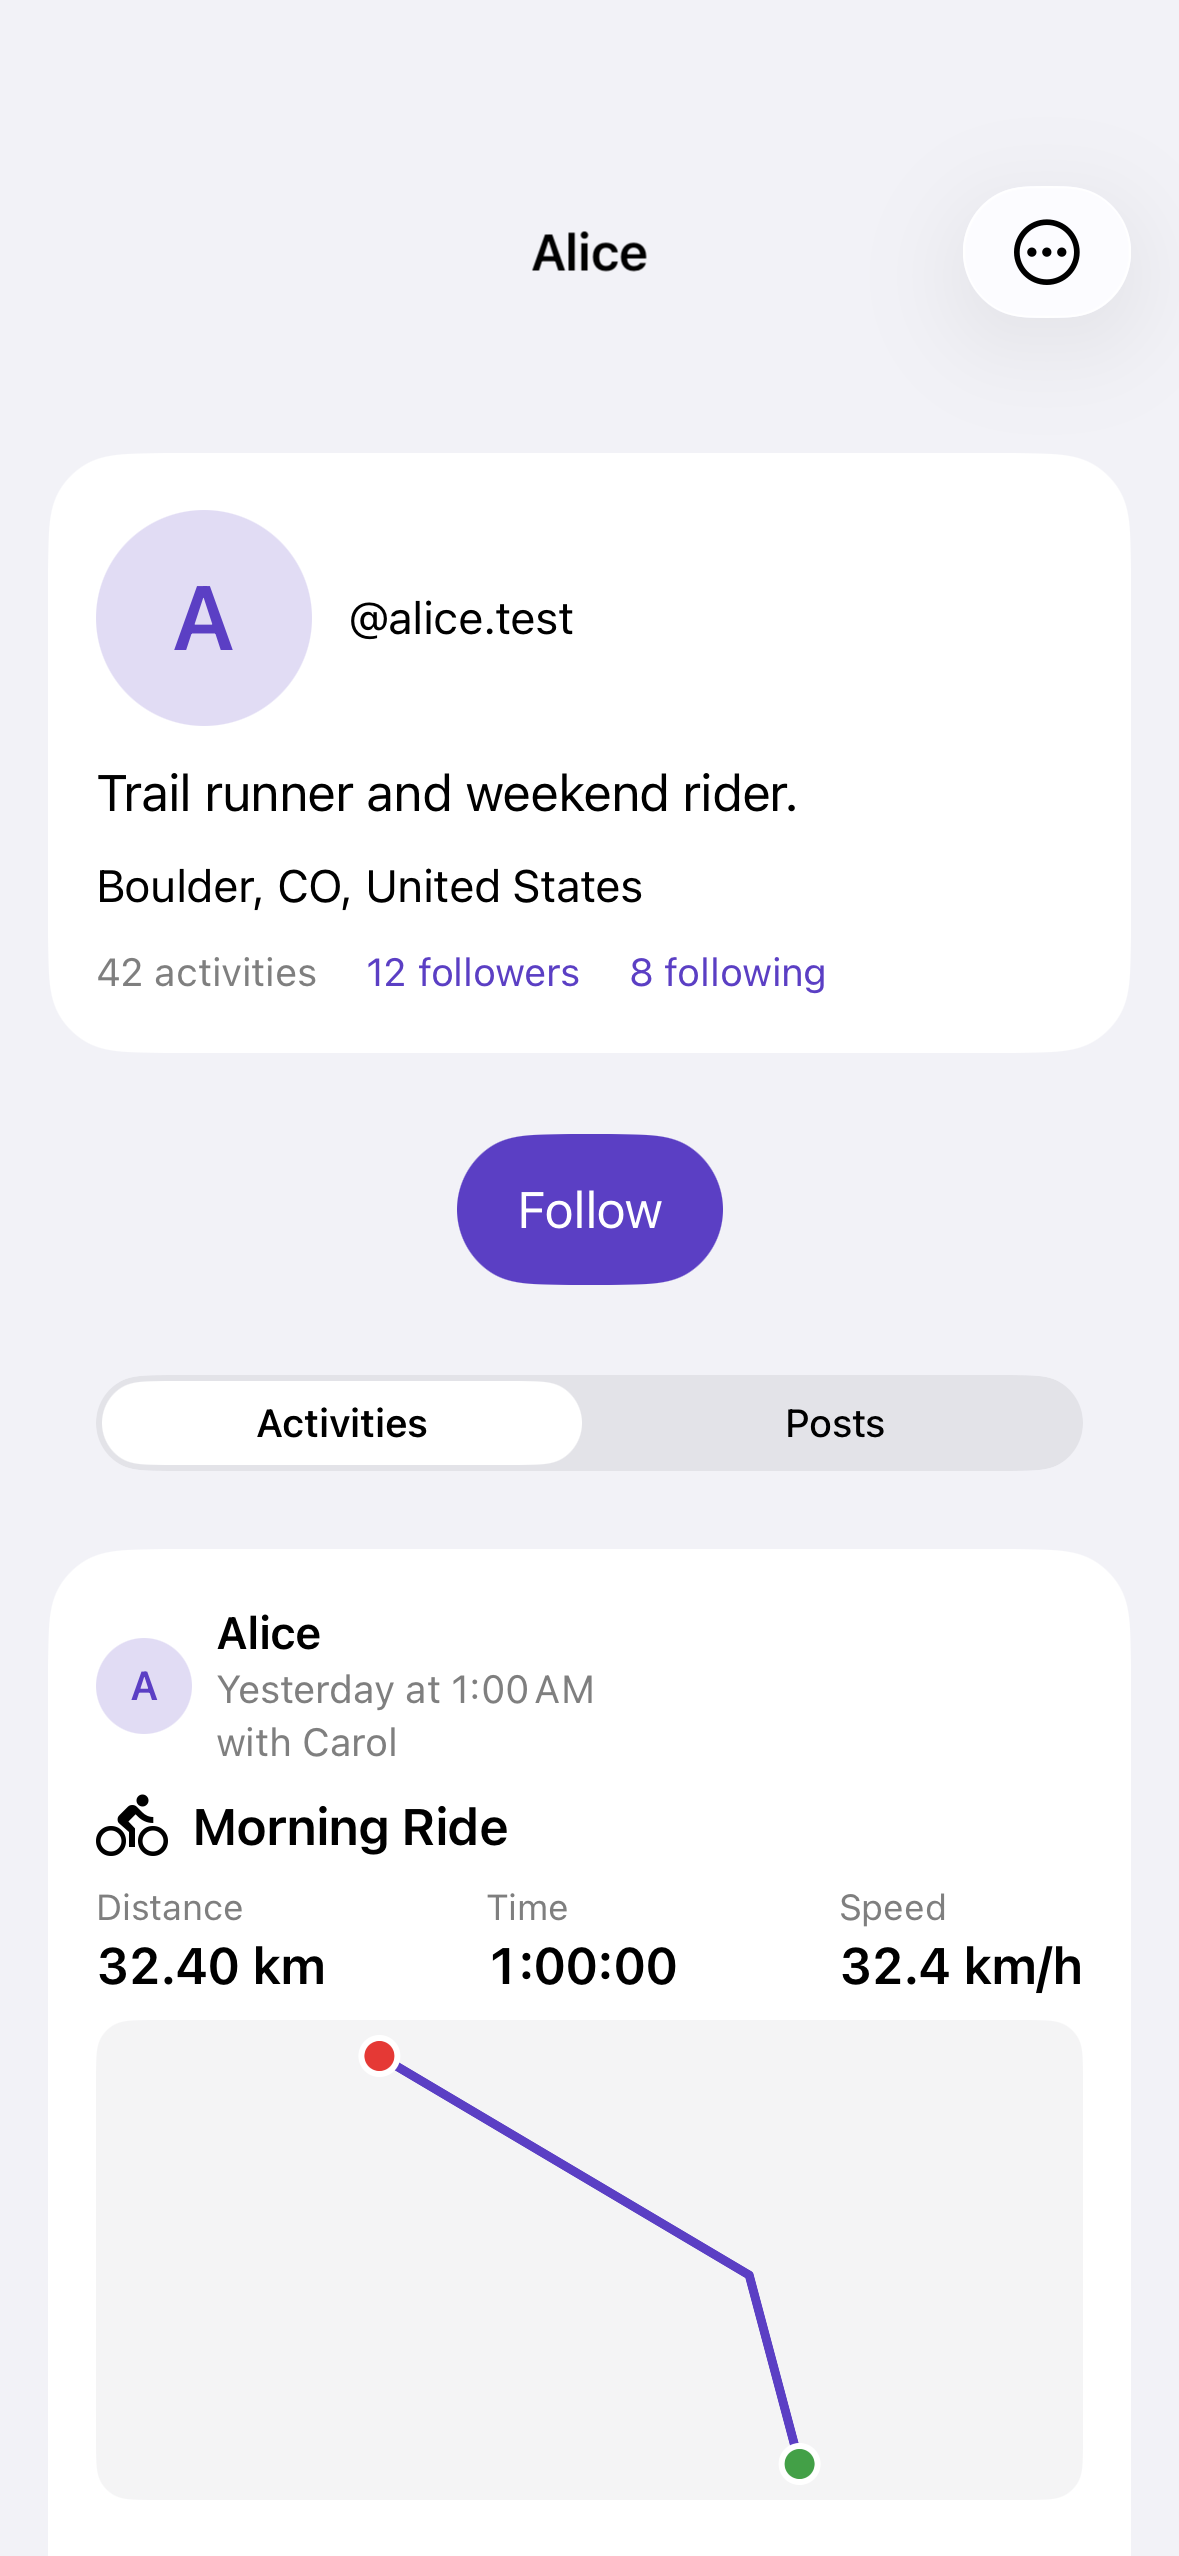 Alice
A
@alice.test
Trail runner and weekend rider.
Boulder, CO, United States
42 activities 12 followers 8 following
Follow
Activities Posts
A
Alice
Yesterday at 1:00 AM
with Carol
Morning Ride
Distance Time Speed
32.40 km 1:00:00 32.4 km/h